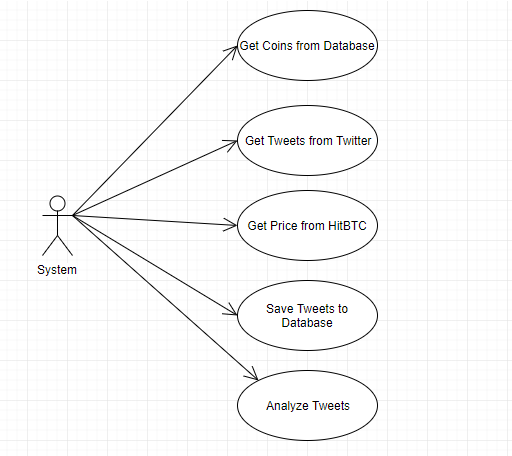 Get Coins from Database
Get Tweets from Twitter
Get Price from HitBTC
System
Save Tweets to
Database
Analyze Tweets